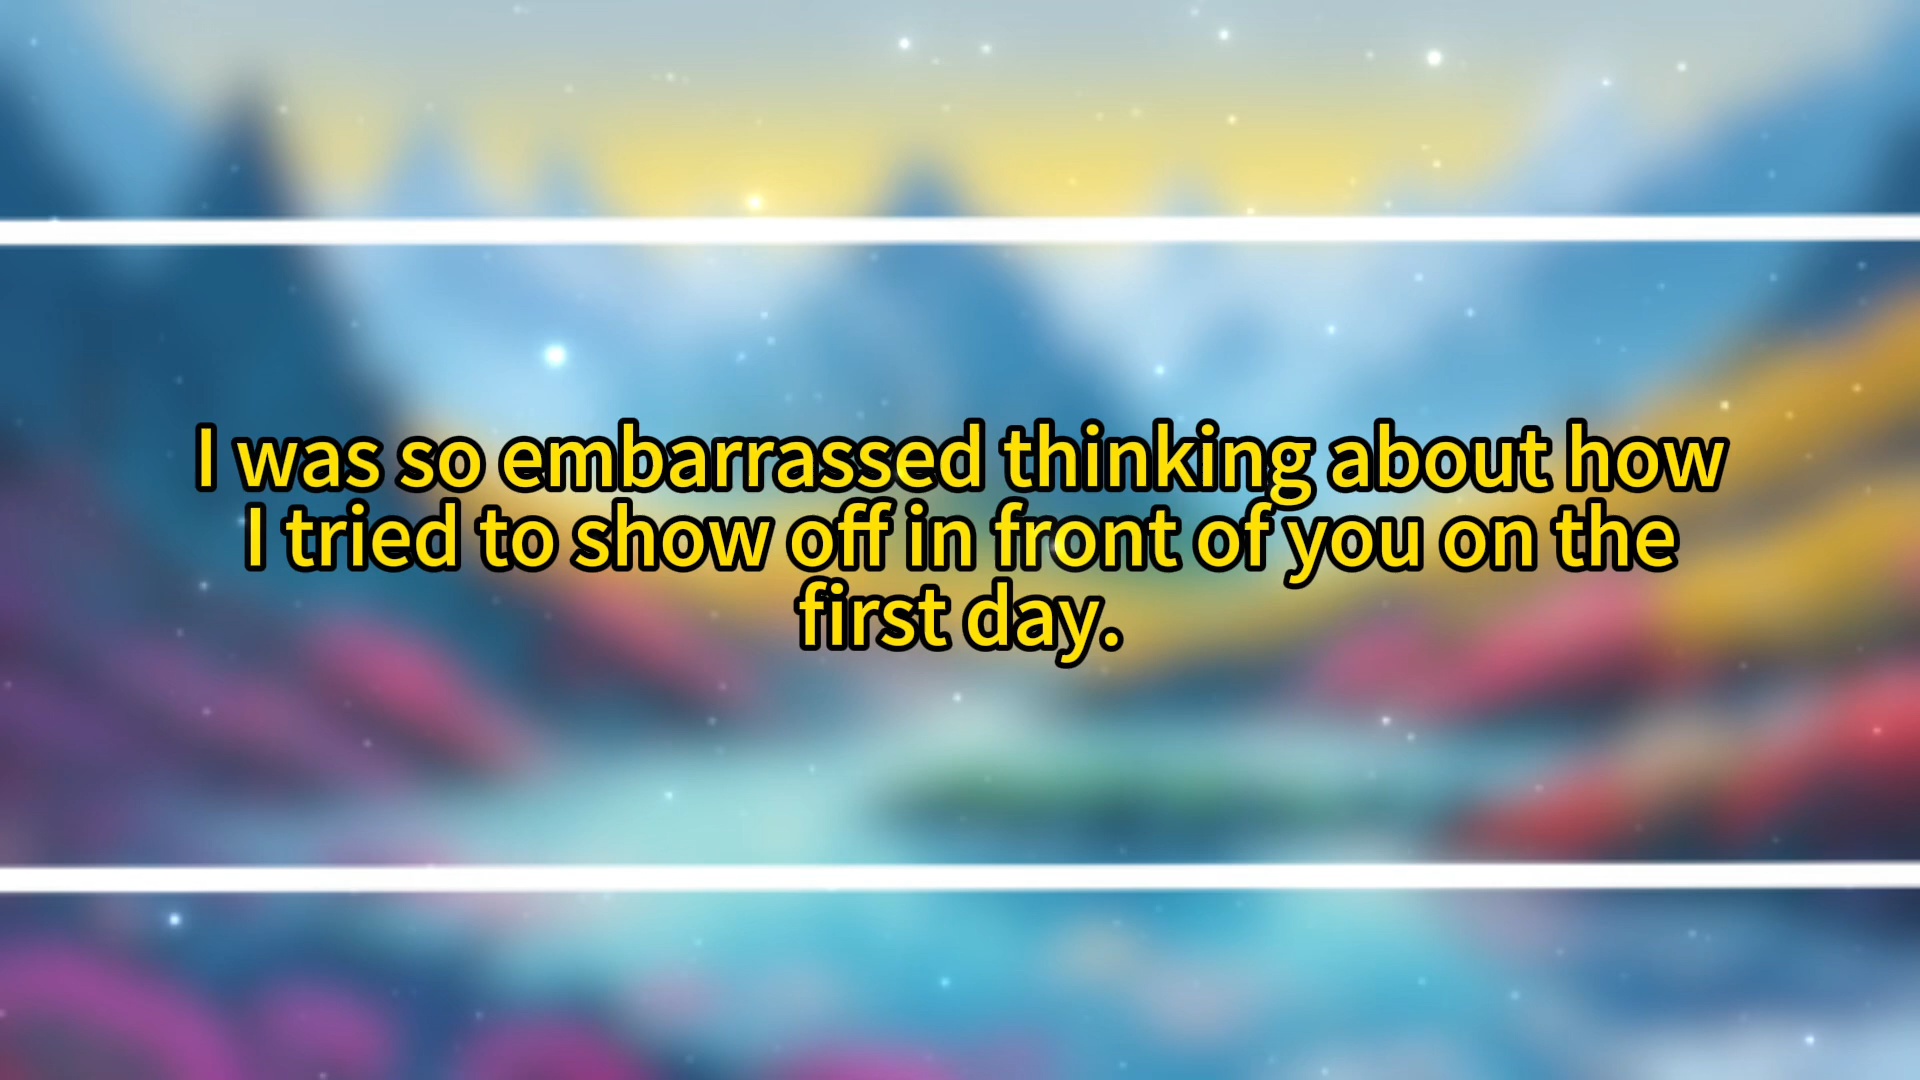 I was so embarrassed thinking about how
I tried to show off in front of you on the
first day.